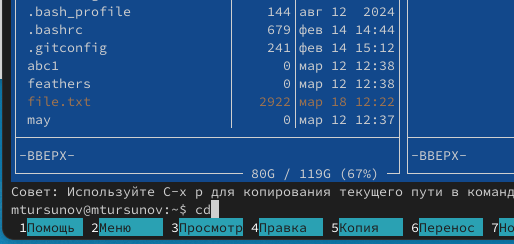 .bash_profile 144 авг 12 2024
.bashrc 679 фев 14 14:44
.gitconfig 241 фев 14 15:12
abc1 0 мар 12 12:38
feathers 0 мар 12 12:38
file.txt 2922 мар 18 12:22
may 0 мар 12 12:37
-ВВЕРХ- -ВВЕРХ-
80G / 119G (67%)
Совет: Используйте C-x p для копирования текущего пути в команд
mtursunov@mtursunov:~$ cd
1Помощь 2Меню 3Просмотр 4Правка 5Копия 6Перенос 7Но